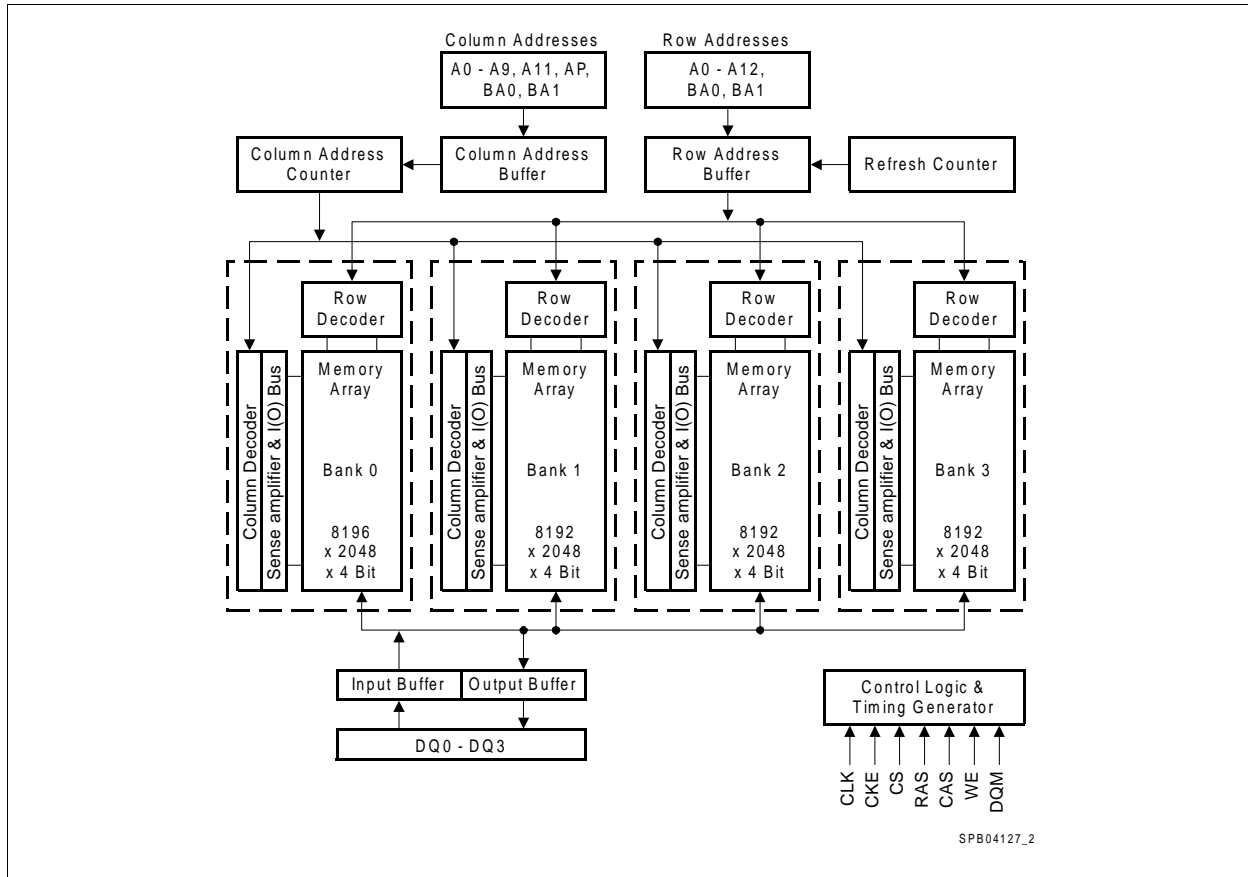 Column Addresses
A0 - A9, A11, AP,
BA0, BA1
Row Addresses
A0 - A12,
BA0, BA1
Column Address
Counter
Column Address
Buffer
Row Address
Buffer
Refresh Counter
Row
Decoder
Row
Decoder
Row
Decoder
Row
Decoder
Column Decoder
Sense amplifier & I(O) Bus
Memory
Array
Bank 0
8196
x 2048
x 4 Bit
Column Decoder
Sense amplifier & I(O) Bus
Memory
Array
Bank 1
8192
x 2048
x 4 Bit
Column Decoder
Sense amplifier & I(O) Bus
Memory
Array
Bank 2
8192
x 2048
x 4 Bit
Column Decoder
Sense amplifier & I(O) Bus
Memory
Array
Bank 3
8192
x 2048
x 4 Bit
Input Buffer
Output Buffer
DQ0 - DQ3
Control Logic &
Timing Generator
CLK
CKE
CS
RAS
CAS
WE
DQM
SPB04127_2